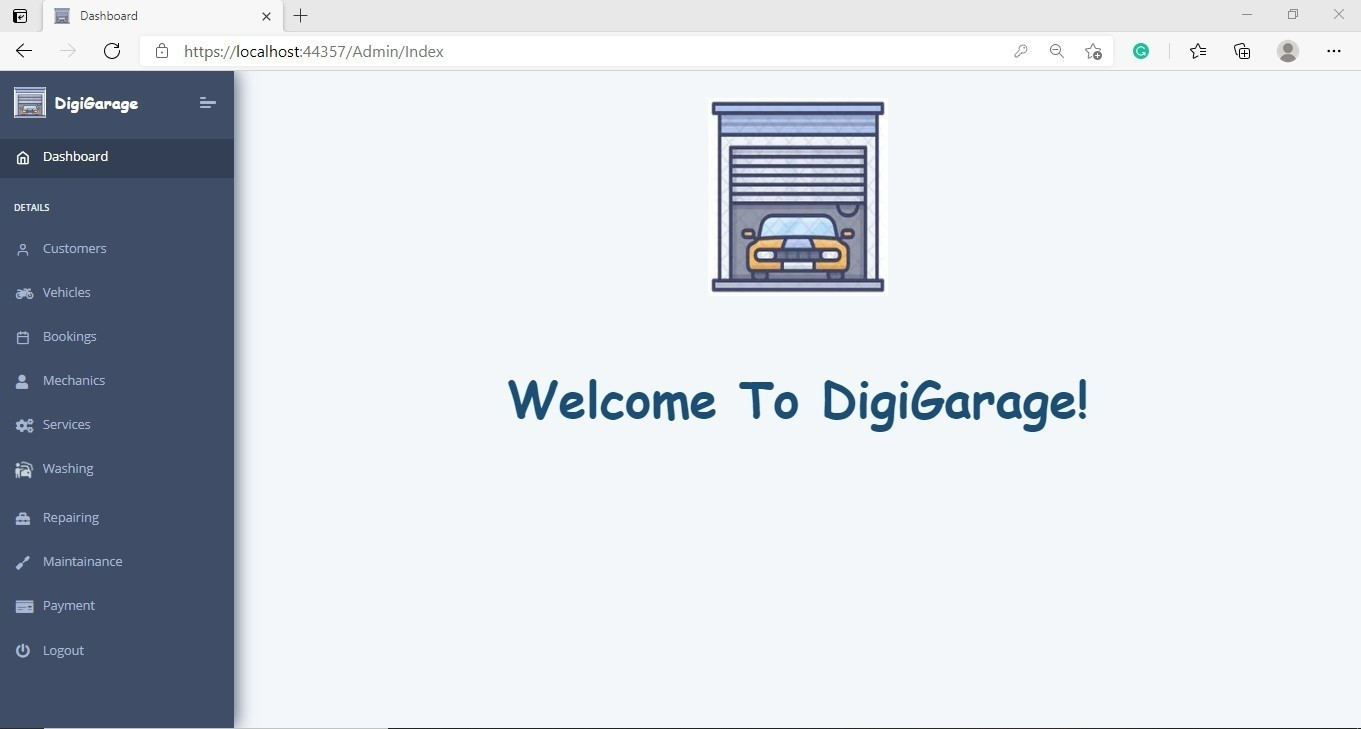 Dashboard
https://localhost:44357/Admin/Index
DigiGarage
Dashboard
DETAILS
Customers
Vehicles
Bookings
Mechanics
Services
Washing
Repairing
Maintainance
Payment
Logout
Welcome To DigiGarage!